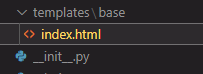 templates \ base
index.html
__init__.py